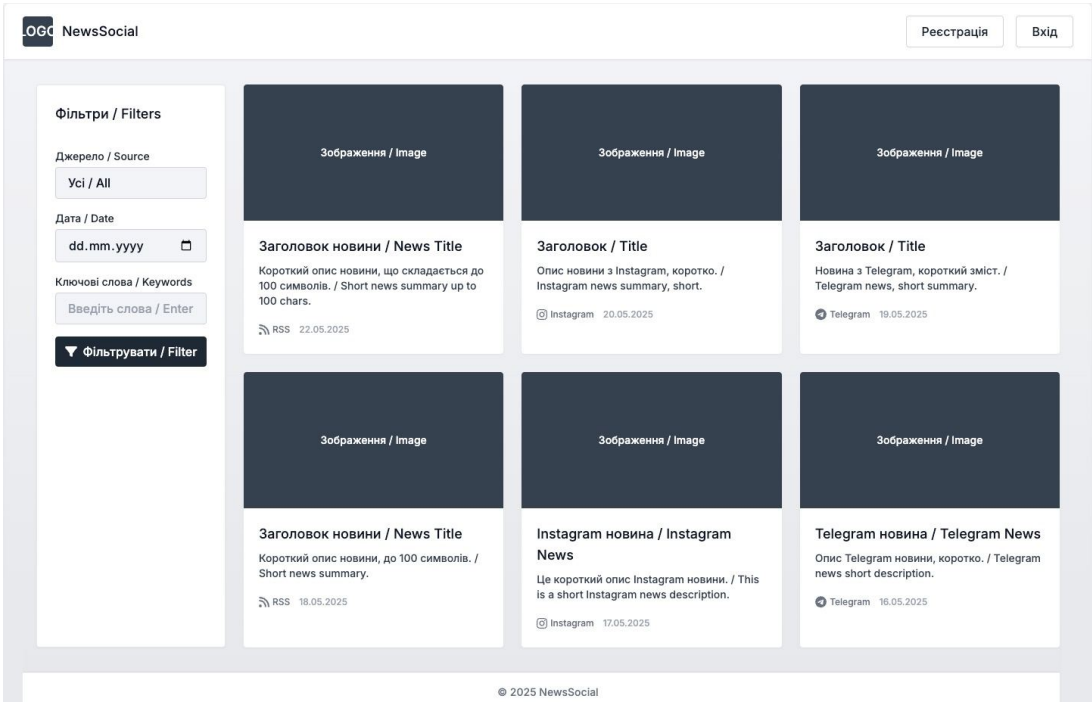 LOGO NewsSocial
Реєстрація
Вхід
Фільтри / Filters
Джерело / Source
Усі / All
Дата / Date
dd.mm.yyyy
Ключові слова / Keywords
Введіть слова / Enter
Фільтрувати / Filter
Зображення / Image
Заголовок новини / News Title
Короткий опис новини, що складається до
100 символів. / Short news summary up to
100 chars.
RSS 22.05.2025
Зображення / Image
Заголовок / Title
Опис новини з Instagram, коротко. /
Instagram news summary, short.
Instagram 20.05.2025
Зображення / Image
Заголовок / Title
Новина з Telegram, короткий зміст. /
Telegram news, short summary.
Telegram 19.05.2025
Зображення / Image
Заголовок новини / News Title
Короткий опис новини, до 100 символів. /
Short news summary.
RSS 18.05.2025
Зображення / Image
Instagram новина / Instagram
News
Це короткий опис Instagram новини. / This
is a short Instagram news description.
Instagram 17.05.2025
Зображення / Image
Telegram новина / Telegram News
Опис Telegram новини, коротко. / Telegram
news short description.
Telegram 16.05.2025
© 2025 NewsSocial